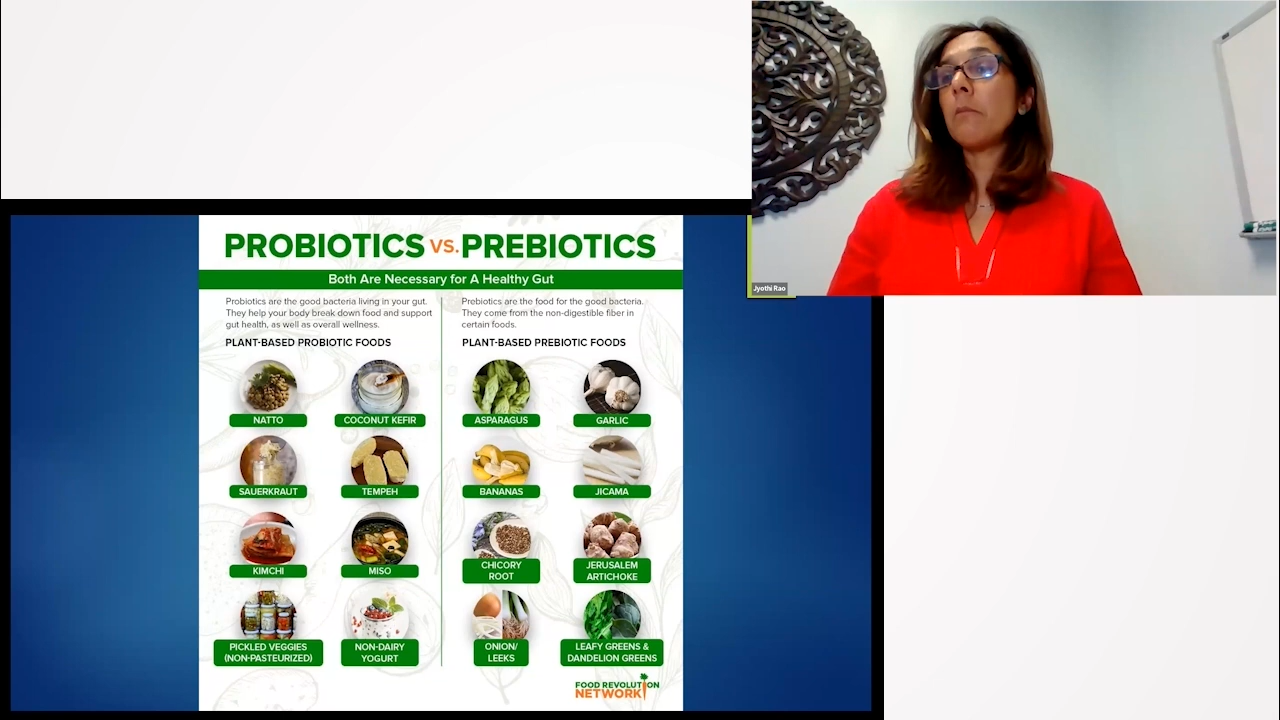 Jyothi Rao
PROBIOTICS VS. PREBIOTICS
Both Are Necessary for A Healthy Gut
Probiotics are the good bacteria living in your gut.
They help your body break down food and support
gut health, as well as overall wellness.
PLANT-BASED PROBIOTIC FOODS
NATTO
COCONUT KEFIR
SAUERKRAUT
TEMPEH
KIMCHI
MISO
PICKLED VEGGIES
(NON-PASTEURIZED)
NON-DAIRY
YOGURT
Prebiotics are the food for the good bacteria.
They come from the non-digestible fiber in
certain foods.
PLANT-BASED PREBIOTIC FOODS
ASPARAGUS
GARLIC
BANANAS
JICAMA
CHICORY
ROOT
JERUSALEM
ARTICHOKE
ONION/
LEEKS
LEAFY GREENS &
DANDELION GREENS
FOOD REVOLUTION
NETWORK